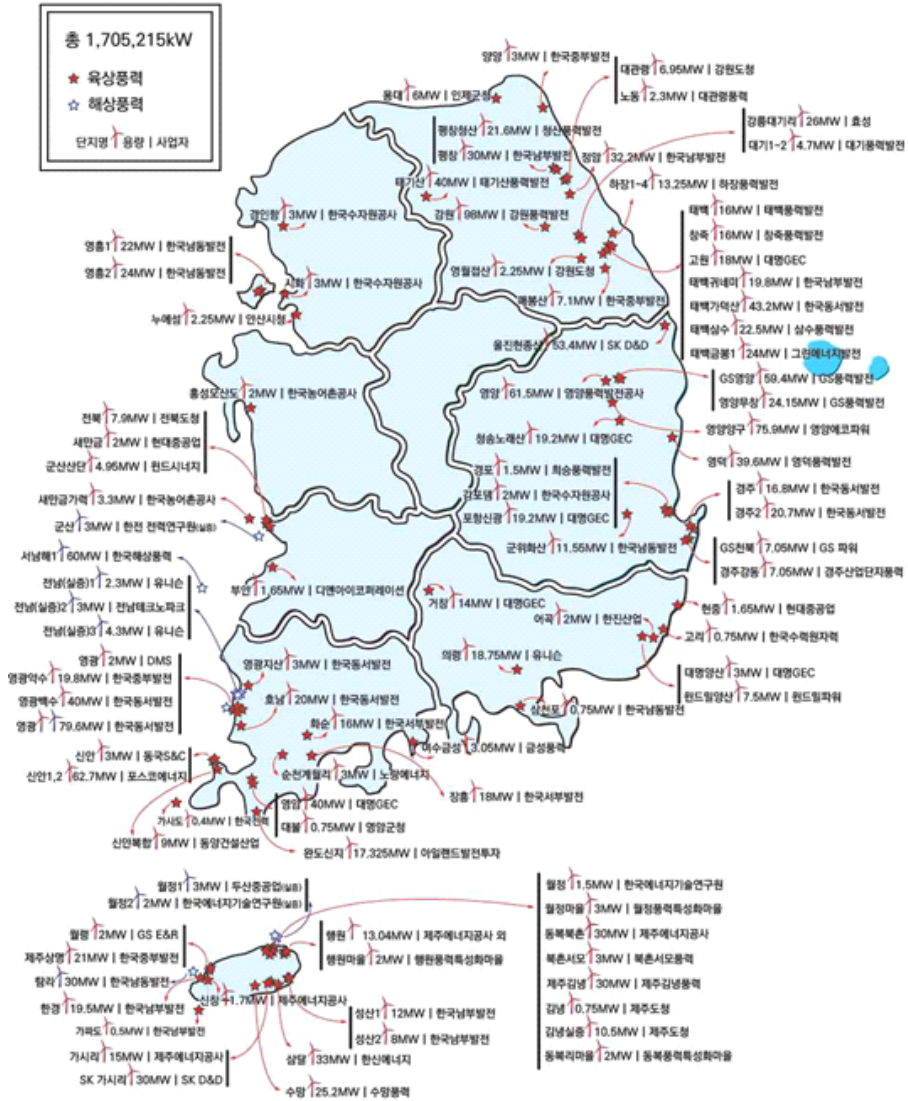 총 1,705,215kW
육상풍력
해상풍력
단지명 용량 | 사업자
양양 3MW | 한국중부발전
대관령 6.95MW | 강원도청
노동 2.3MW | 대관령풍력
용대 6MW | 인제군청
평창청산 21.6MW | 청산풍력발전
평창 30MW | 한국남부발전
강릉대기리 26MW | 효성
대기1~2 4.7MW | 대기풍력발전
정암 32.2MW | 한국남부발전
태기산 40MW | 태기산풍력발전
하장1~4 13.25MW | 하장풍력발전
경인항 3MW | 한국수자원공사
강원 98MW | 강원풍력발전
태백 16MW | 태백풍력발전
창죽 16MW | 창죽풍력발전
고원 18MW | 대명GEC
태백귀네미 19.8MW | 한국남부발전
태백가덕산 43.2MW | 한국동서발전
태백삼수 22.5MW | 삼수풍력발전
태백금봉1 24MW | 그린에너지발전
영흥1 22MW | 한국남동발전
영흥2 24MW | 한국남동발전
시화 3MW | 한국수자원공사
영월접산 2.25MW | 강원도청
매봉산 7.1MW | 한국중부발전
누에섬 2.25MW | 안산시청
울진현종산 53.4MW | SK D&D
GS영양 59.4MW | GS풍력발전
영양무창 24.15MW | GS풍력발전
홍성모산도 2MW | 한국농어촌공사
영양 61.5MW | 영양풍력발전공사
전북 7.9MW | 전북도청
새만금 2MW | 현대중공업
군산산단 4.95MW | 윈드시너지
영양양구 75.9MW | 영양에코파워
청송노래산 19.2MW | 대명GEC
영덕 39.6MW | 영덕풍력발전
경포 1.5MW | 희승풍력발전
감포댐 2MW | 한국수자원공사
포항신광 19.2MW | 대명GEC
경주 16.8MW | 한국동서발전
경주2 20.7MW | 한국동서발전
새만금가력 3.3MW | 한국농어촌공사
군산 3MW | 한전 전력연구원(실증)
군위화산 11.55MW | 한국남동발전
GS천북 7.05MW | GS 파워
경주강동 7.05MW | 경주산업단지풍력
서남해1 60MW | 한국해상풍력
전남(실증)1 2.3MW | 유니슨
전남(실증)2 3MW | 전남테크노파크
전남(실증)3 4.3MW | 유니슨
부안 1.65MW | 디앤아이코퍼레이션
거창 14MW | 대명GEC
어곡 2MW | 한진산업
현중 1.65MW | 현대중공업
고리 0.75MW | 한국수력원자력
영광 2MW | DMS
영광약수 19.8MW | 한국중부발전
영광백수 40MW | 한국동서발전
영광 79.6MW | 한국동서발전
영광지산 3MW | 한국동서발전
호남 20MW | 한국동서발전
화순 16MW | 한국서부발전
의령 18.75MW | 유니슨
대명양산 3MW | 대명GEC
윈드밀양산 7.5MW | 윈드밀파워
삼천포 0.75MW | 한국남동발전
여수금성 3.05MW | 금성풍력
신안 3MW | 동국S&C
신안1,2 62.7MW | 포스코에너지
순천계월리 3MW | 노랑에너지
장흥 18MW | 한국서부발전
영암 40MW | 대명GEC
대불 0.75MW | 영암군청
가사도 0.4MW | 한국전력
신안복합 9MW | 동양건설산업
완도신지 17.325MW | 아일랜드발전투자
월정1 3MW | 두산중공업(실증)
월정2 2MW | 한국에너지기술연구원(실증)
월정 1.5MW | 한국에너지기술연구원
월정마을 3MW | 월정풍력특성화마을
동복북촌 30MW | 제주에너지공사
북촌서모 3MW | 북촌서모풍력
제주김녕 30MW | 제주김녕풍력
김녕 0.75MW | 제주도청
김녕실증 10.5MW | 제주도청
동복리마을 2MW | 동복풍력특성화마을
월령 2MW | GS E&R
제주상명 21MW | 한국중부발전
탐라 30MW | 한국남동발전
한경 19.5MW | 한국남부발전
가파도 0.5MW | 한국남부발전
행원 13.04MW | 제주에너지공사 외
행원마을 2MW | 행원풍력특성화마을
신창 1.7MW | 제주에너지공사
성산1 12MW | 한국남부발전
성산2 8MW | 한국남부발전
가시리 15MW | 제주에너지공사
SK 가시리 30MW | SK D&D
삼달 33MW | 한신에너지
수망 25.2MW | 수망풍력